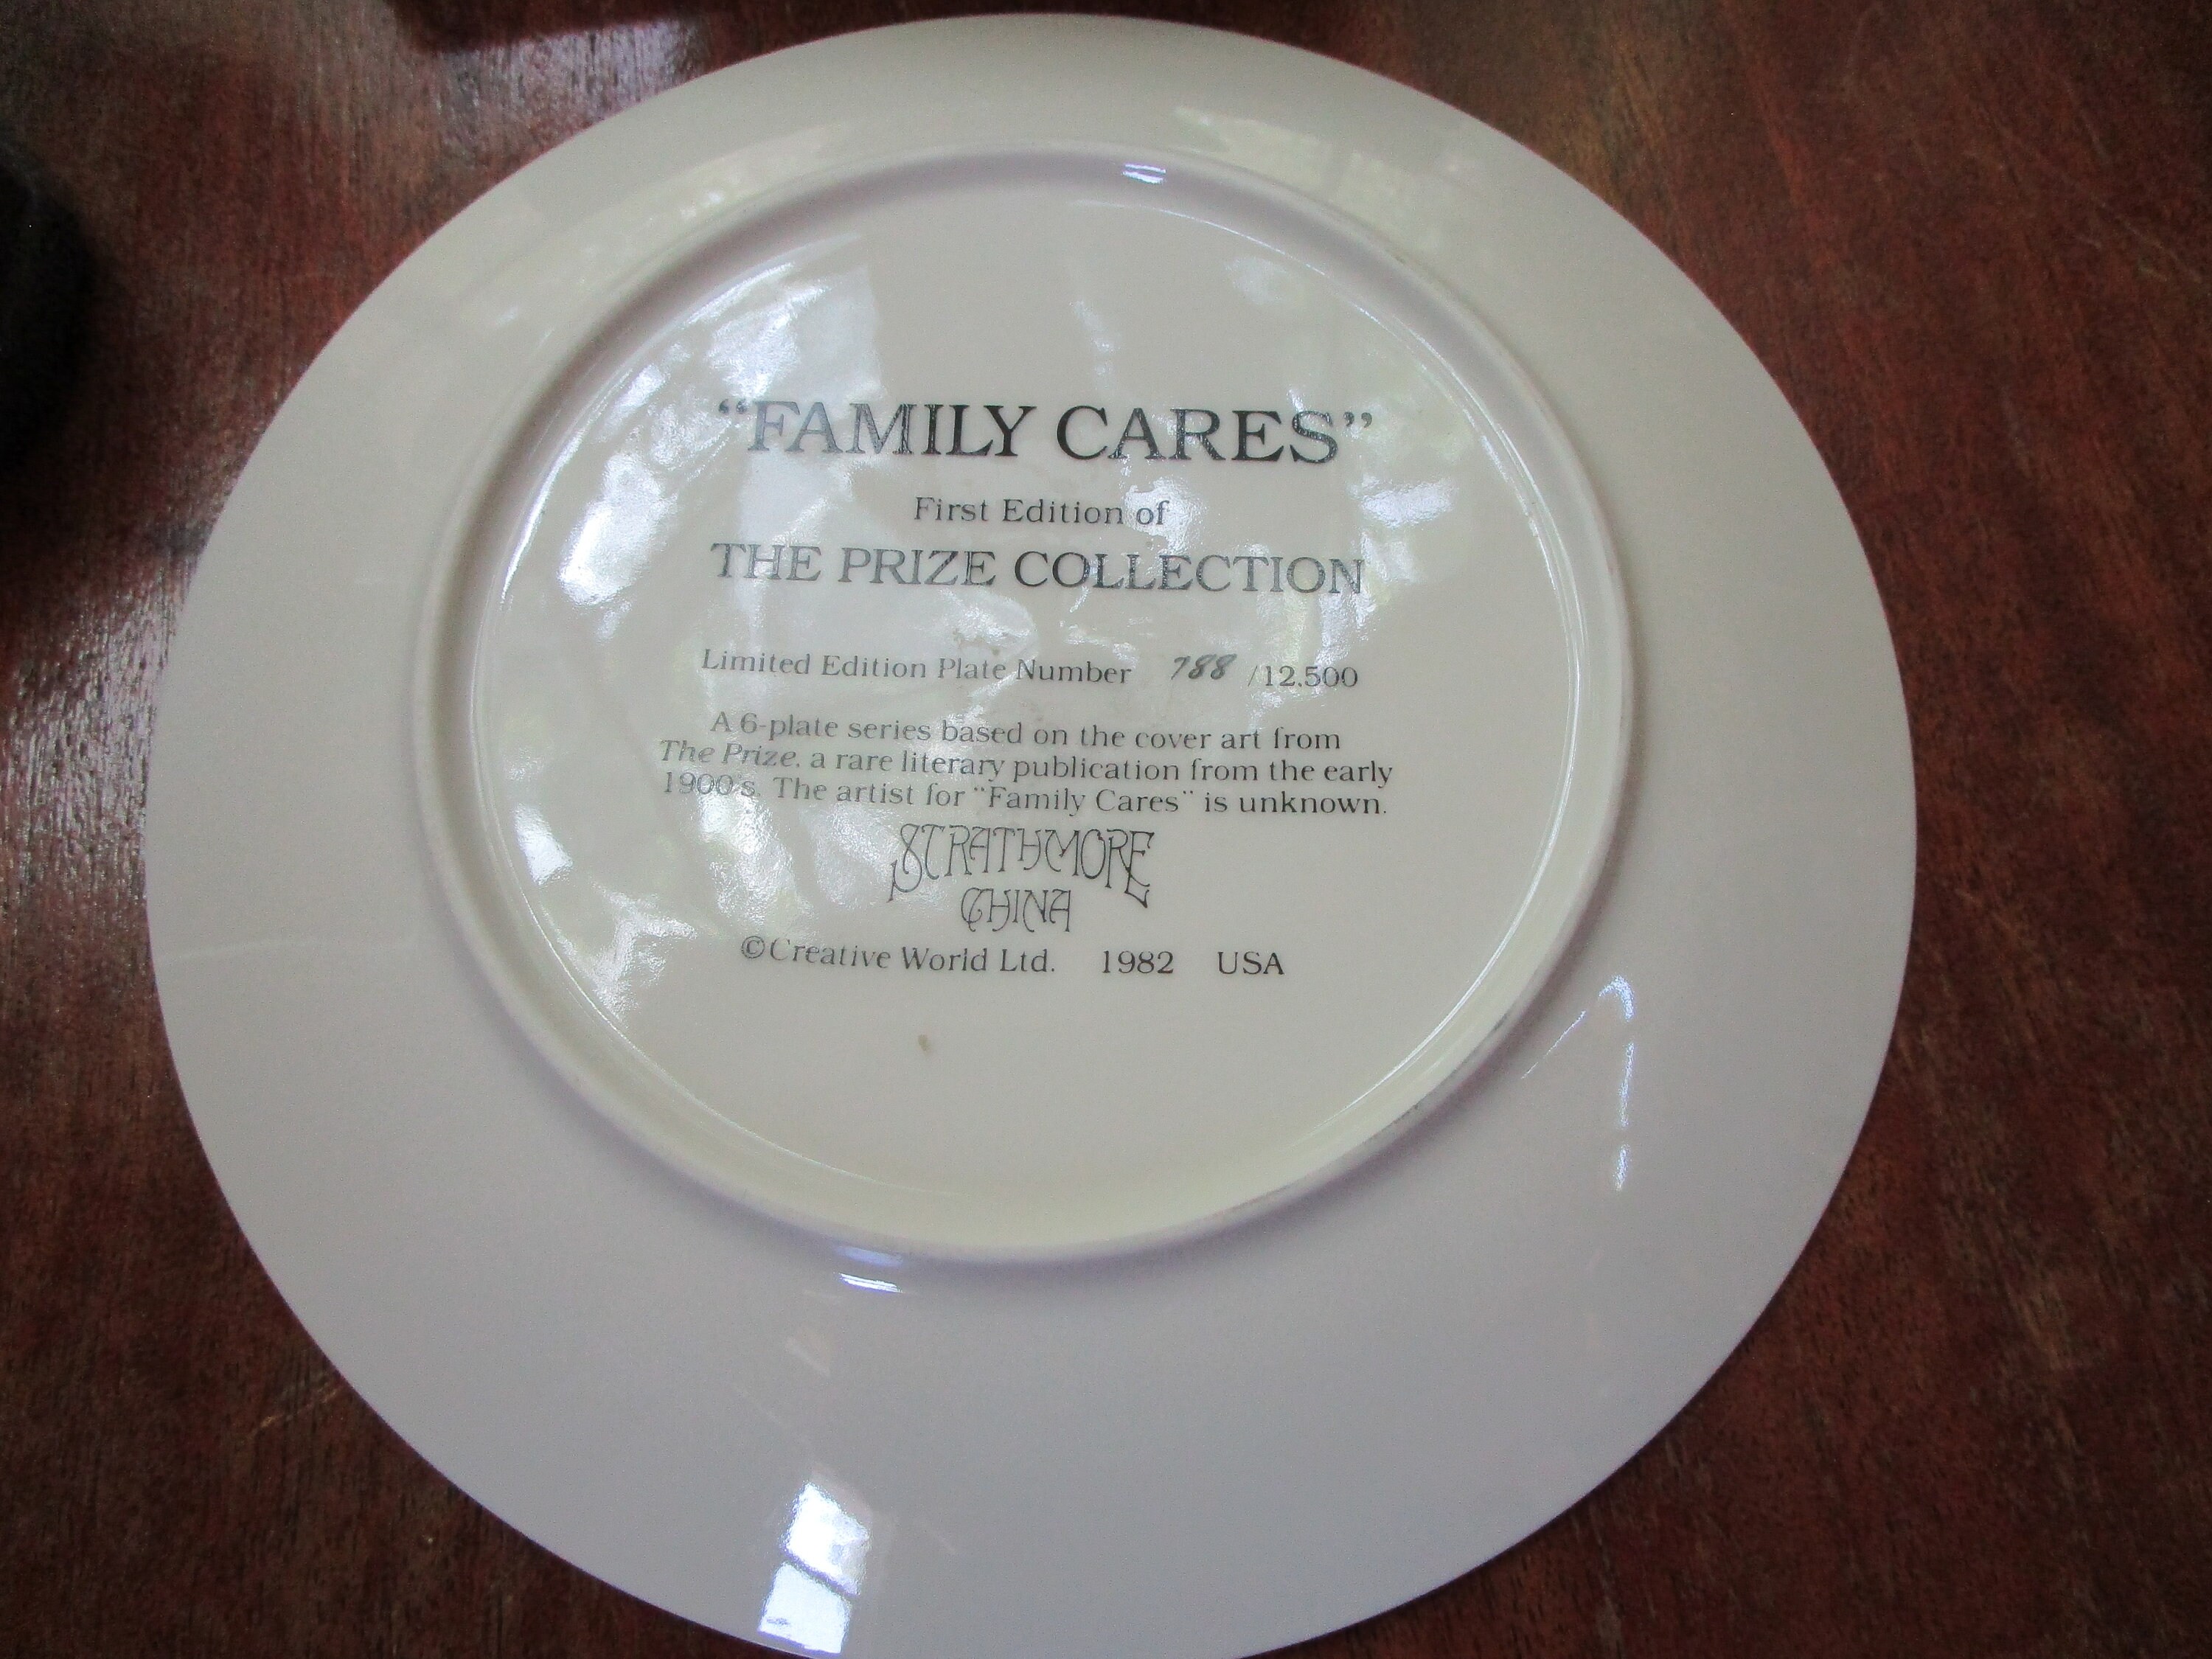 “FAMILY CARES”
First Edition of
THE PRIZE COLLECTION
Limited Edition Plate Number 788 /12,500
A 6-plate series based on the cover art from
The Prize, a rare literary publication from the early
1900's. The artist for "Family Cares" is unknown.
STRATHMORE
CHINA
©Creative World Ltd. 1982 USA